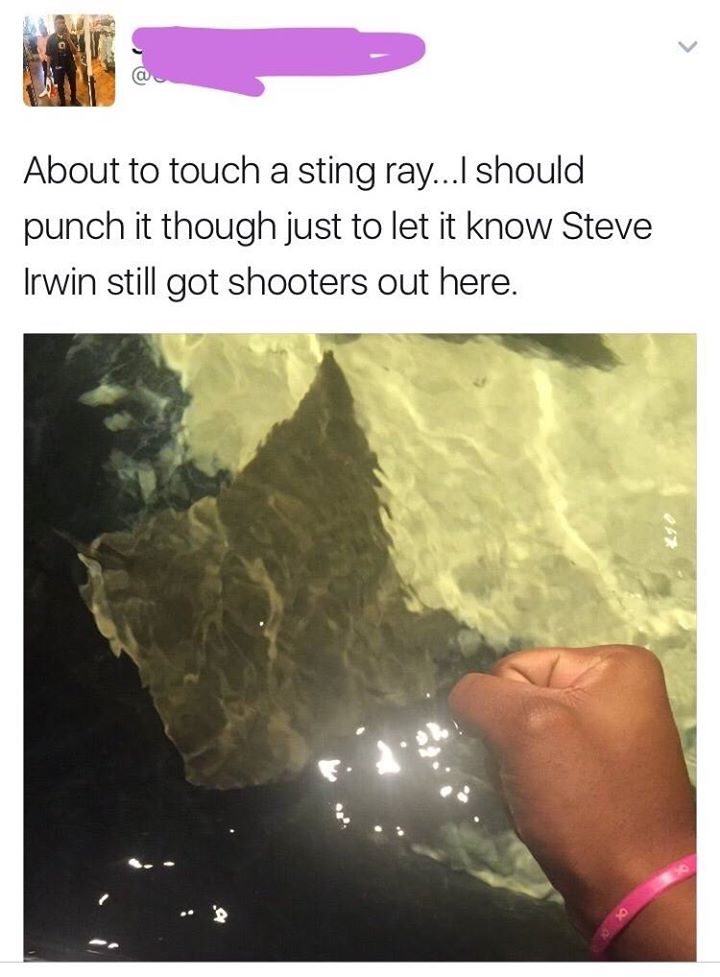 @
About to touch a sting ray...I should
punch it though just to let it know Steve
Irwin still got shooters out here.